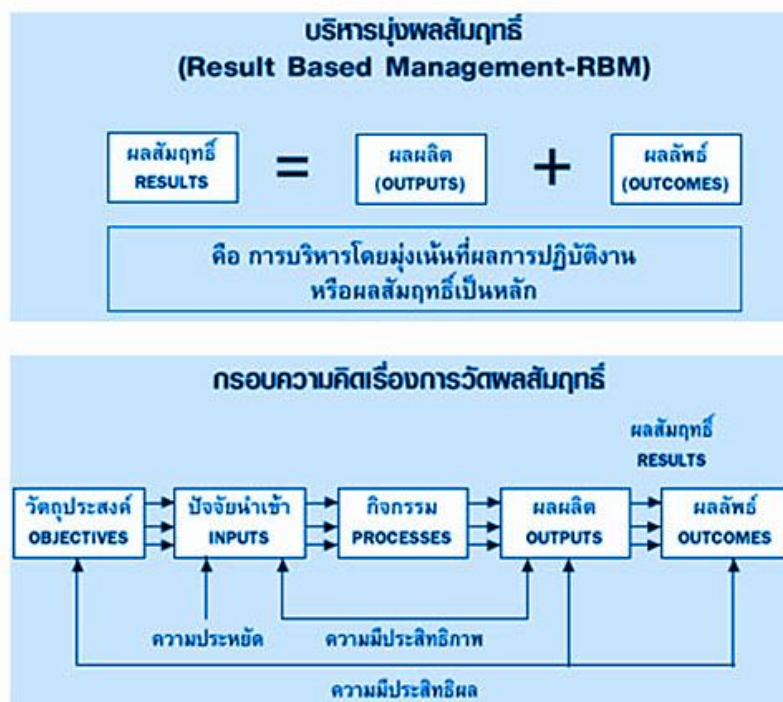 บริหารมุ่งผลสัมฤทธิ์
(Result Based Management-RBM)
ผลสัมฤทธิ์
RESULTS
=
ผลผลิต
(OUTPUTS)
+
ผลลัพธ์
(OUTCOMES)
คือ การบริหารโดยมุ่งเน้นที่ผลการปฏิบัติงาน
หรือผลสัมฤทธิ์เป็นหลัก
กรอบความคิดเรื่องการวัดผลสัมฤทธิ์
ผลสัมฤทธิ์
RESULTS
วัตถุประสงค์
OBJECTIVES
ปัจจัยนำเข้า
INPUTS
กิจกรรม
PROCESSES
ผลผลิต
OUTPUTS
ผลลัพธ์
OUTCOMES
ความประหยัด
ความมีประสิทธิภาพ
ความมีประสิทธิผล